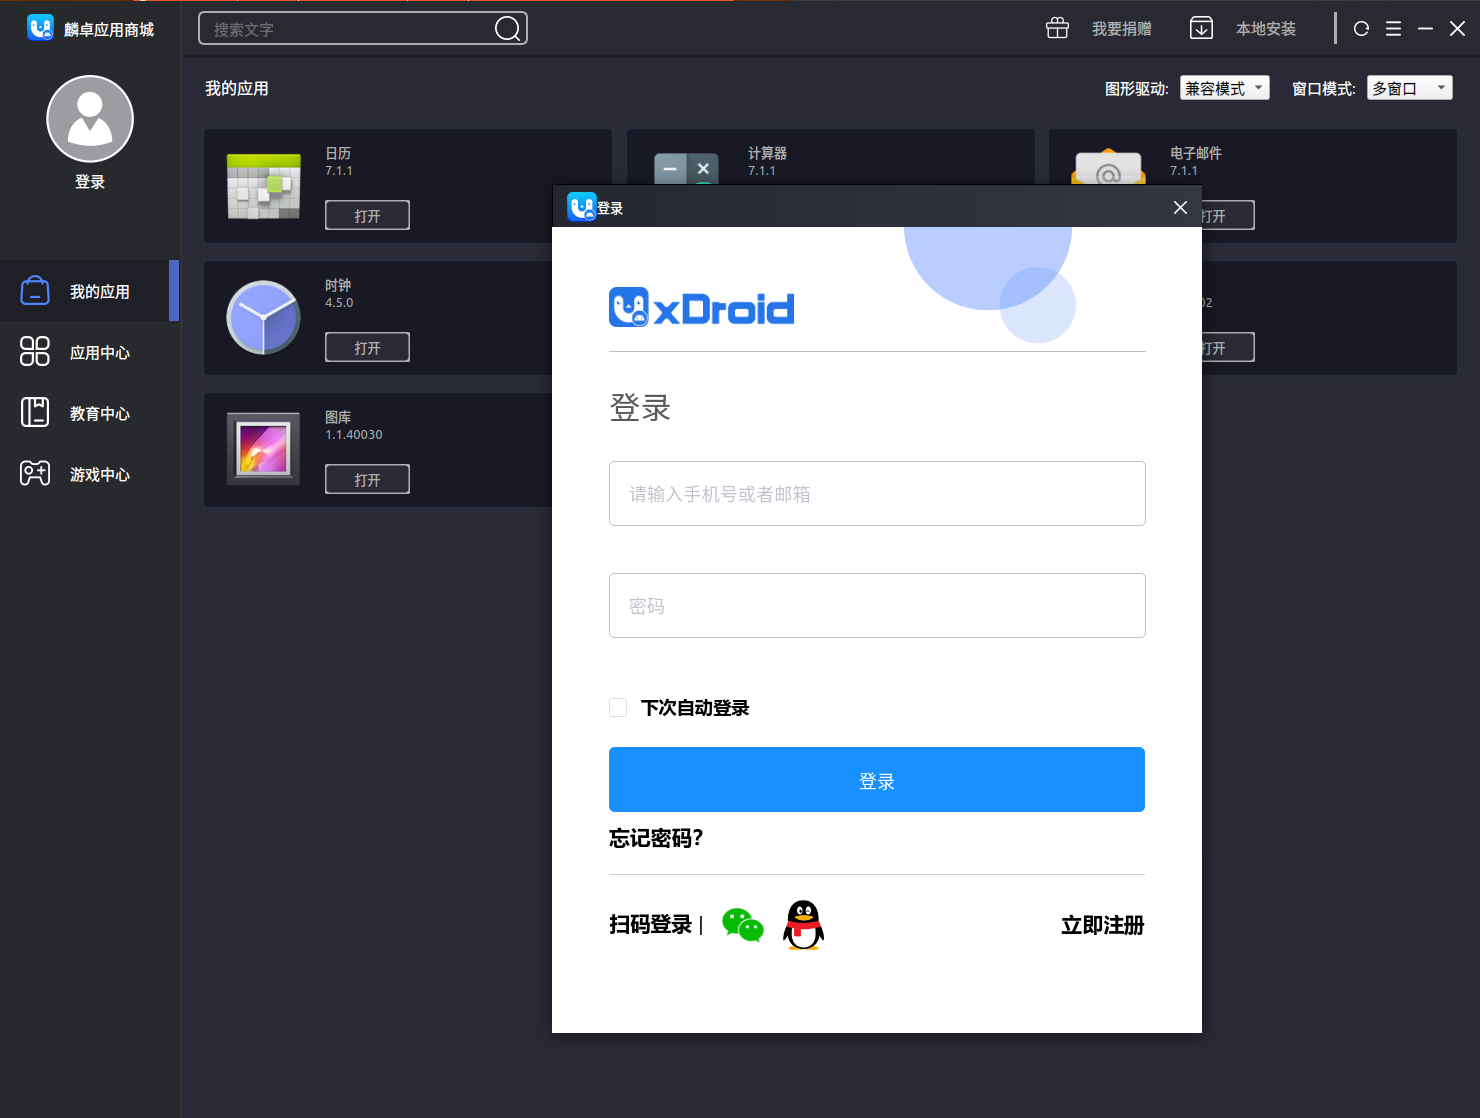 麟卓应用商城
搜索文字
我要捐赠
本地安装
登录
我的应用
应用中心
教育中心
游戏中心
我的应用
图形驱动:
兼容模式
窗口模式:
多窗口
日历
7.1.1
打开
计算器
7.1.1
电子邮件
7.1.1
打开
时钟
4.5.0
打开
02
打开
图库
1.1.40030
打开
登录
xDroid
登录
请输入手机号或者邮箱
密码
下次自动登录
登录
忘记密码?
扫码登录 |
立即注册